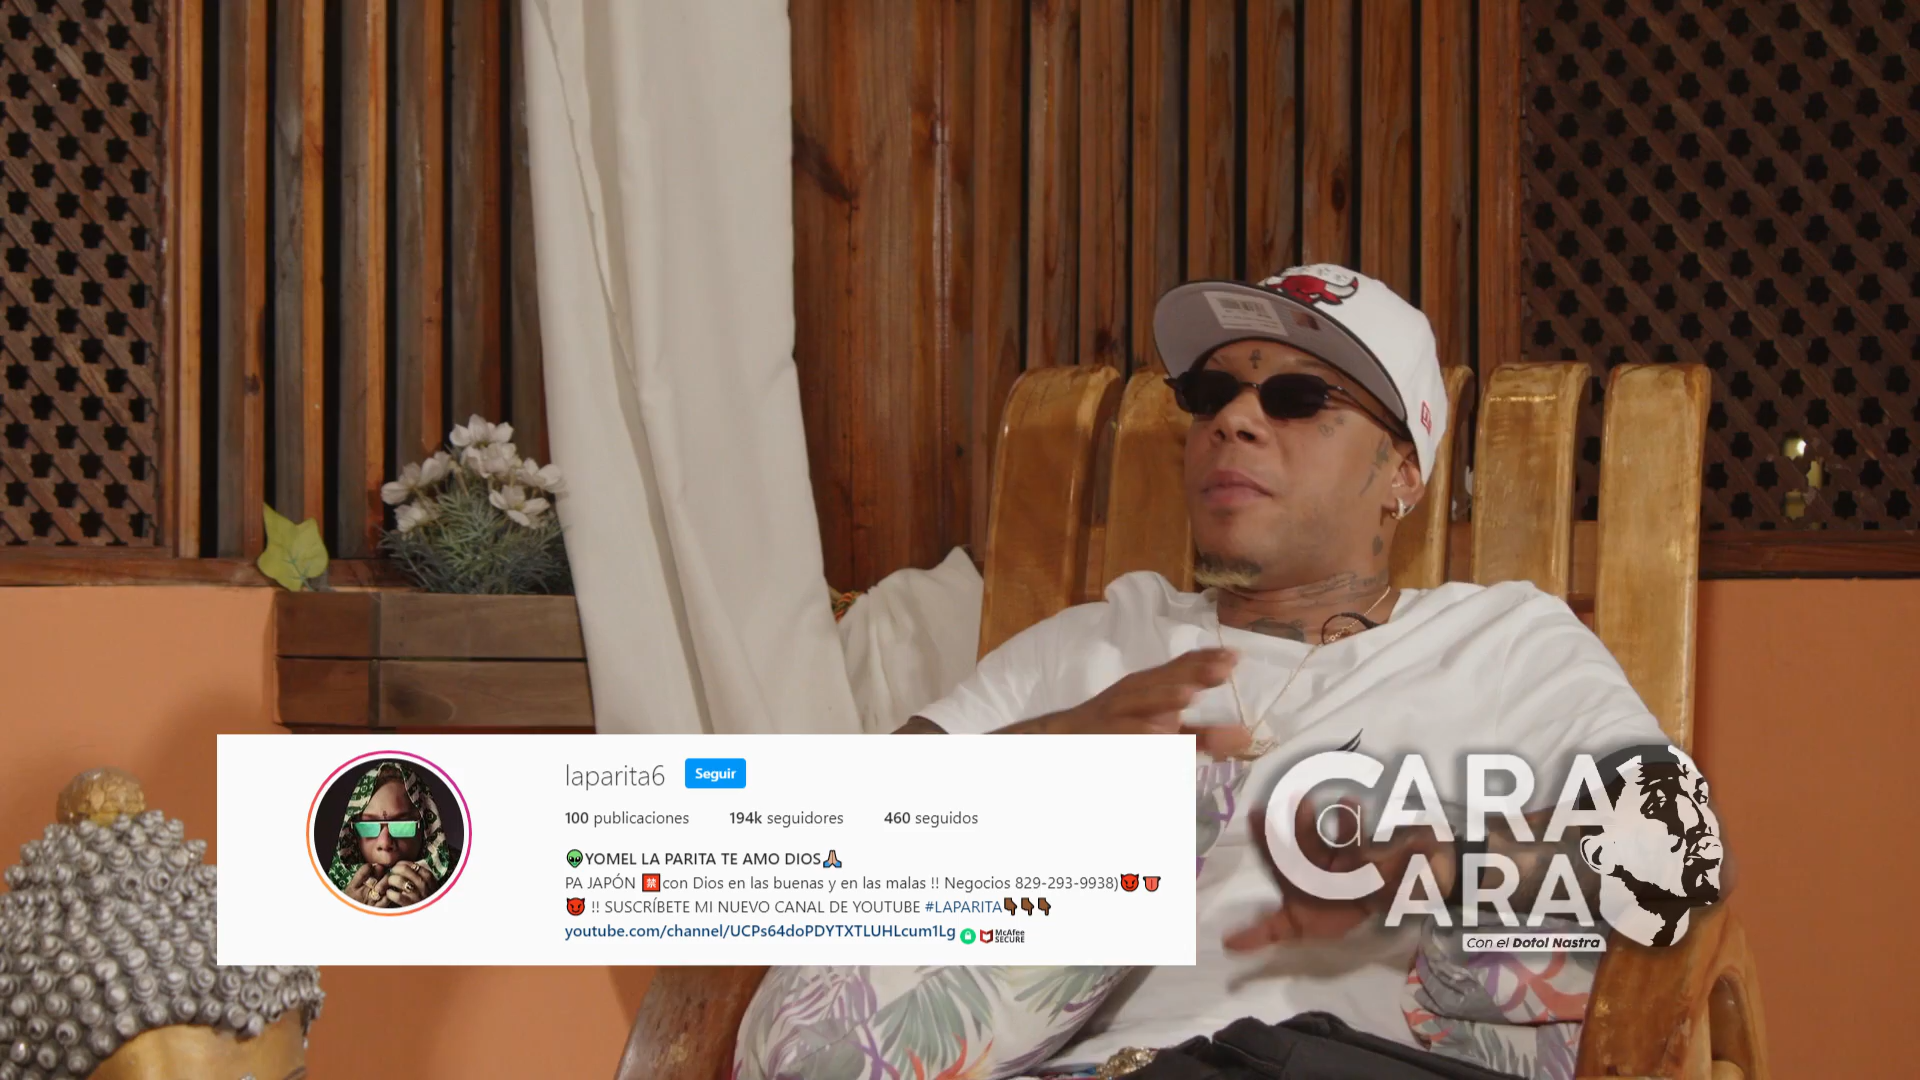 laparita6 Seguir
100 publicaciones 194k seguidores 460 seguidos
👽YOMEL LA PARITA TE AMO DIOS🙏🏽
PA JAPÓN 🈲con Dios en las buenas y en las malas !! Negocios 829-293-9938)😈👅
😈 !! SUSCRÍBETE MI NUEVO CANAL DE YOUTUBE #LAPARITA👇🏿👇🏿👇🏿
youtube.com/channel/UCPs64doPDYTXTLUHLcum1Lg McAfee SECURE
CARA
a
CARA
Con el Dotol Nastra